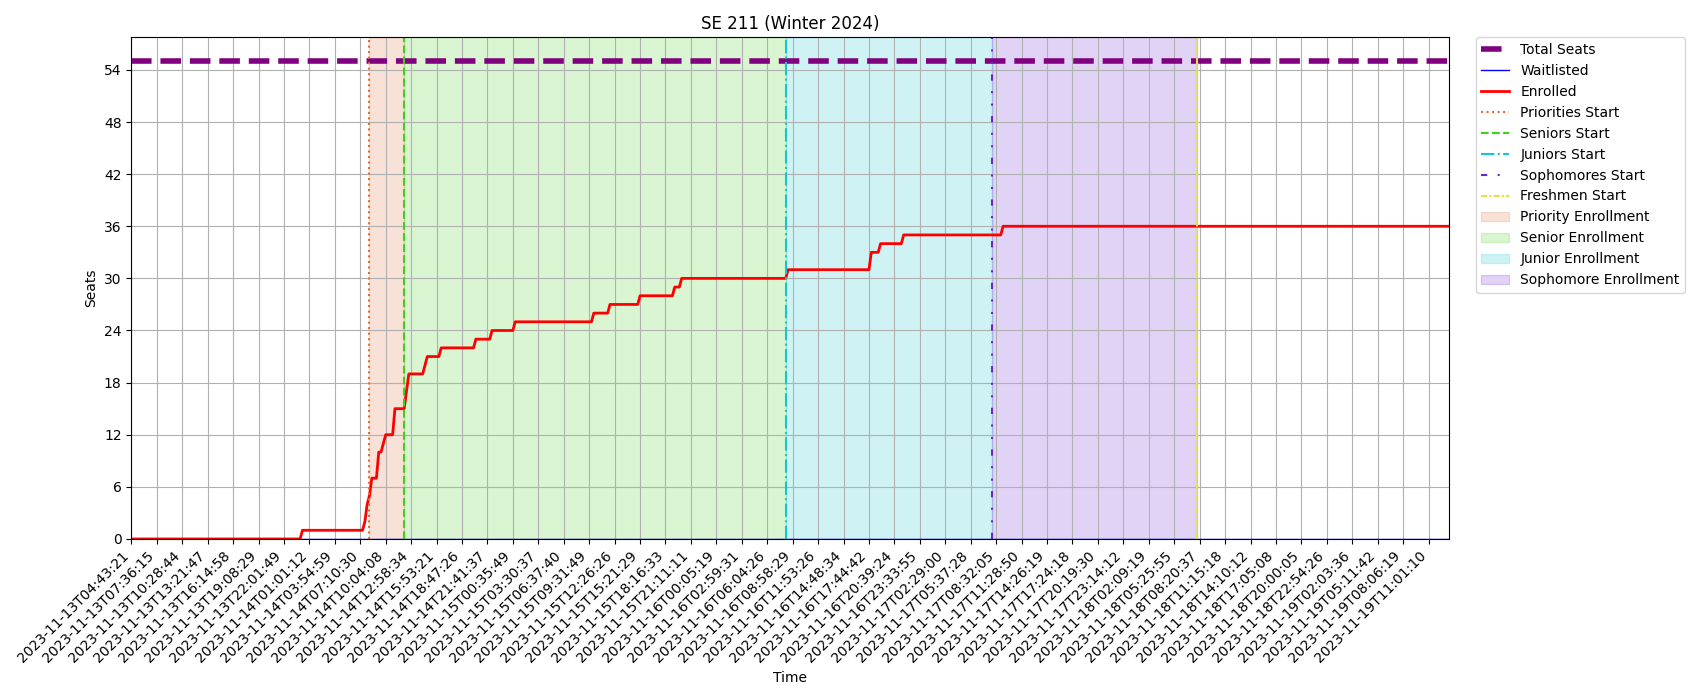 SE 211 (Winter 2024)
Seats
54
48
42
36
30
24
18
12
6
0
2023-11-13T04:43:21
2023-11-13T07:36:15
2023-11-13T10:28:44
2023-11-13T13:21:47
2023-11-13T16:14:58
2023-11-13T19:08:29
2023-11-13T22:01:49
2023-11-14T01:01:12
2023-11-14T03:54:59
2023-11-14T07:10:30
2023-11-14T10:04:08
2023-11-14T12:58:34
2023-11-14T15:53:21
2023-11-14T18:47:26
2023-11-14T21:41:37
2023-11-15T00:35:49
2023-11-15T03:30:37
2023-11-15T06:37:40
2023-11-15T09:31:49
2023-11-15T12:26:26
2023-11-15T15:21:29
2023-11-15T18:16:33
2023-11-15T21:11:11
2023-11-16T00:05:19
2023-11-16T02:59:31
2023-11-16T06:04:26
2023-11-16T08:58:29
2023-11-16T11:53:26
2023-11-16T14:48:34
2023-11-16T17:44:42
2023-11-16T20:39:24
2023-11-16T23:33:55
2023-11-17T02:29:00
2023-11-17T05:37:28
2023-11-17T08:32:05
2023-11-17T11:28:50
2023-11-17T14:26:19
2023-11-17T17:24:18
2023-11-17T20:19:30
2023-11-17T23:14:12
2023-11-18T02:09:19
2023-11-18T05:25:55
2023-11-18T08:20:37
2023-11-18T11:15:18
2023-11-18T14:10:12
2023-11-18T17:05:08
2023-11-18T20:00:05
2023-11-18T22:54:26
2023-11-19T02:03:36
2023-11-19T05:11:42
2023-11-19T08:06:19
2023-11-19T11:01:10
Time
Total Seats
Waitlisted
Enrolled
Priorities Start
Seniors Start
Juniors Start
Sophomores Start
Freshmen Start
Priority Enrollment
Senior Enrollment
Junior Enrollment
Sophomore Enrollment